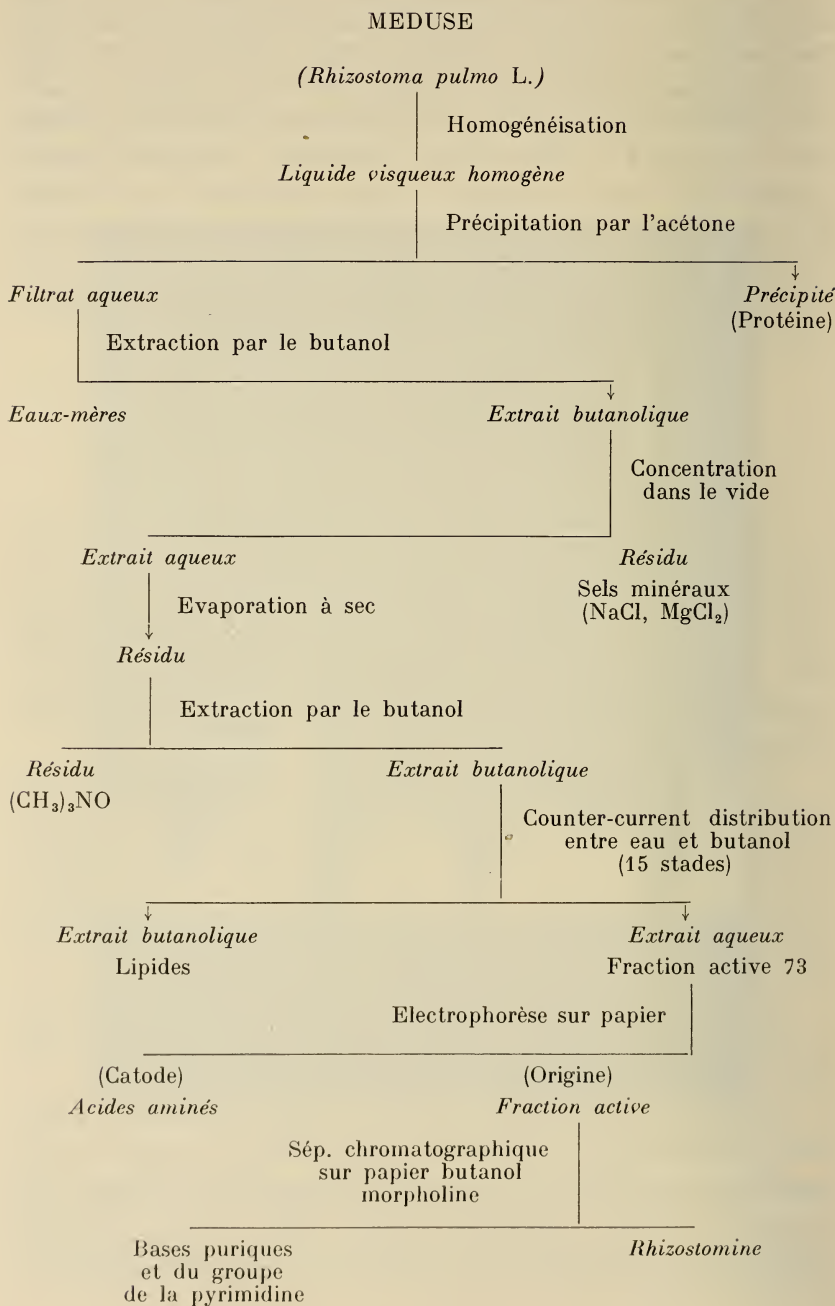 MEDUSE
(Rhizostoma pulmo L.)
Homogénéisation
Liquide visqueux homogène
Précipitation par l'acétone
Filtrat aqueux
Précipité
(Protéine)
Extraction par le butanol
Eaux-mères
Extrait butanolique
Concentration
dans le vide
Extrait aqueux
Résidu
Sels minéraux
(NaCl, MgCl₂)
Evaporation à sec
Résidu
Extraction par le butanol
Résidu
(CH₃)₃NO
Extrait butanolique
Counter-current distribution
entre eau et butanol
(15 stades)
Extrait butanolique
Lipides
Extrait aqueux
Fraction active 73
Electrophorèse sur papier
(Catode)
Acides aminés
(Origine)
Fraction active
Sép. chromatographique
sur papier butanol
morpholine
Bases puriques
et du groupe
de la pyrimidine
Rhizostomine